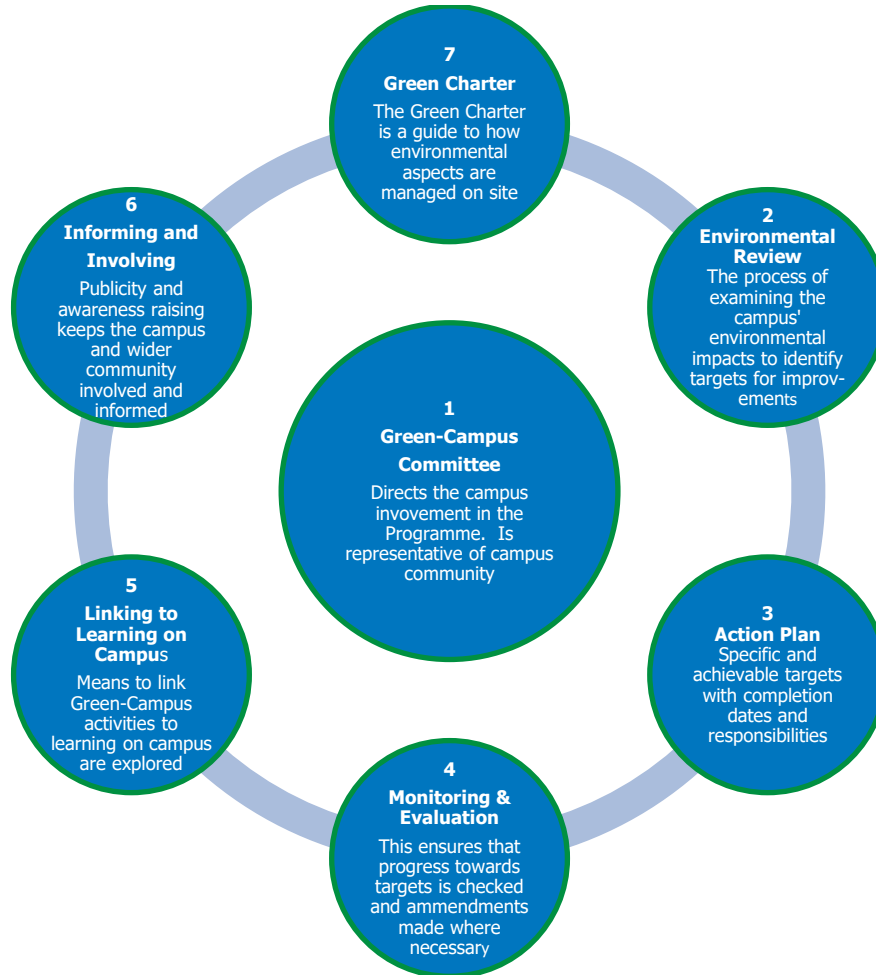 7
Green Charter
The Green Charter
is a guide to how
environmental
aspects are
managed on site
6
Informing and
Involving
Publicity and
awareness raising
keeps the campus
and wider
community
involved and
informed
2
Environmental
Review
The process of
examining the
campus'
environmental
impacts to identify
targets for improv-
ements
1
Green-Campus
Committee
Directs the campus
invovement in the
Programme.  Is
representative of campus
community
5
Linking to
Learning on
Campus
Means to link
Green-Campus
activities to
learning on campus
are explored
3
Action Plan
Specific and
achievable targets
with completion
dates and
responsibilities
4
Monitoring &
Evaluation
This ensures that
progress towards
targets is checked
and ammendments
made where
necessary